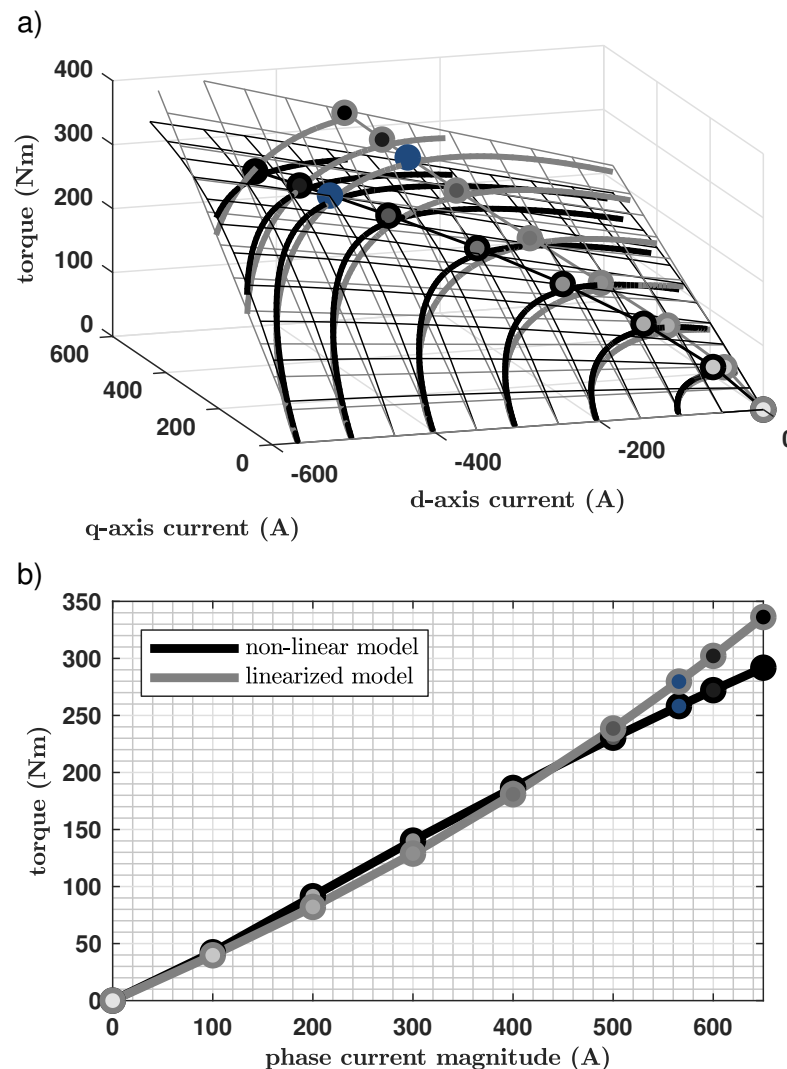 a)
400
300
200
100
0
torque (Nm)
600
400
200
0
q-axis current (A)
-600
-400
-200
0
d-axis current (A)
b)
350
300
250
200
150
100
50
0
torque (Nm)
non-linear model
linearized model
0 100 200 300 400 500 600
phase current magnitude (A)